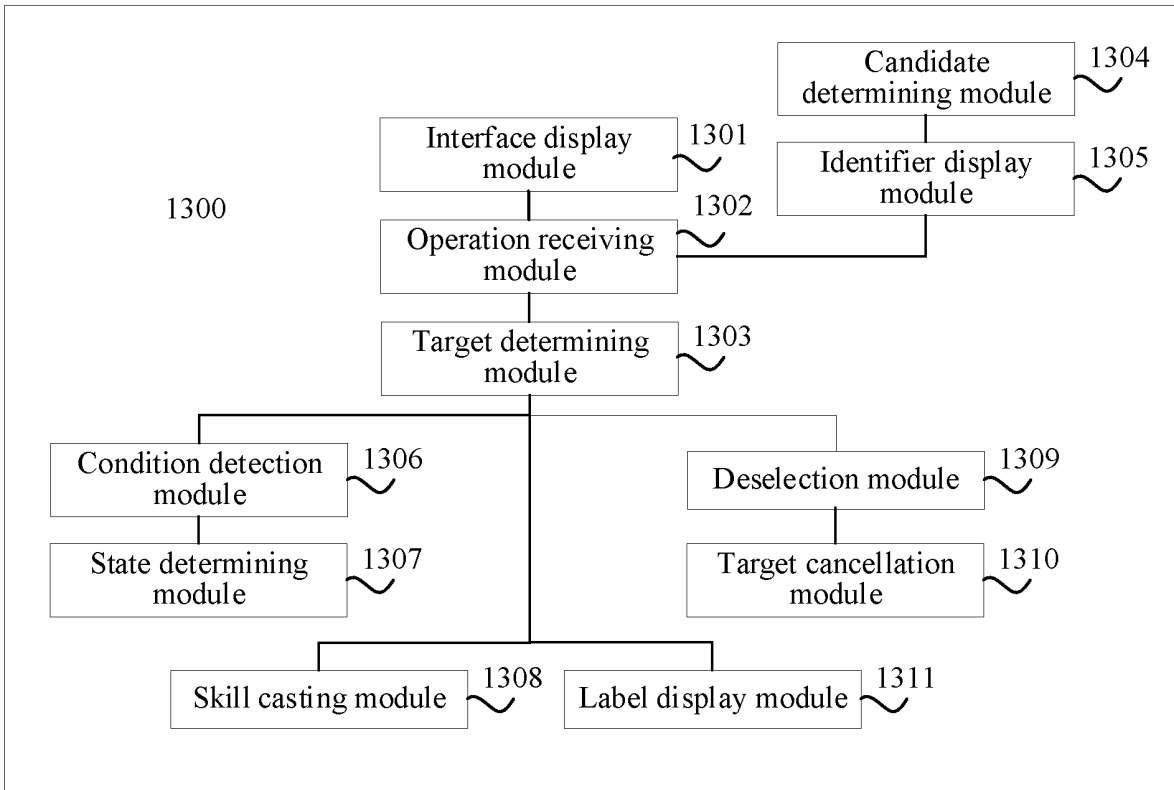 Candidate
determining module
1304
Interface display
module
1301
Identifier display
module
1305
1300
Operation receiving
module
1302
Target determining
module
1303
Condition detection
module
1306
Deselection module
1309
State determining
module
1307
Target cancellation
module
1310
Skill casting module
1308
Label display module
1311